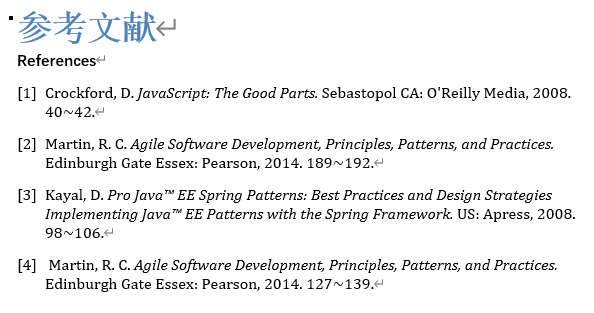 参考文献
References
[1] Crockford, D. JavaScript: The Good Parts. Sebastopol CA: O'Reilly Media, 2008.
40~42.
[2] Martin, R. C. Agile Software Development, Principles, Patterns, and Practices.
Edinburgh Gate Essex: Pearson, 2014. 189~192.
[3] Kayal, D. Pro Java™ EE Spring Patterns: Best Practices and Design Strategies
Implementing Java™ EE Patterns with the Spring Framework. US: Apress, 2008.
98~106.
[4] Martin, R. C. Agile Software Development, Principles, Patterns, and Practices.
Edinburgh Gate Essex: Pearson, 2014. 127~139.